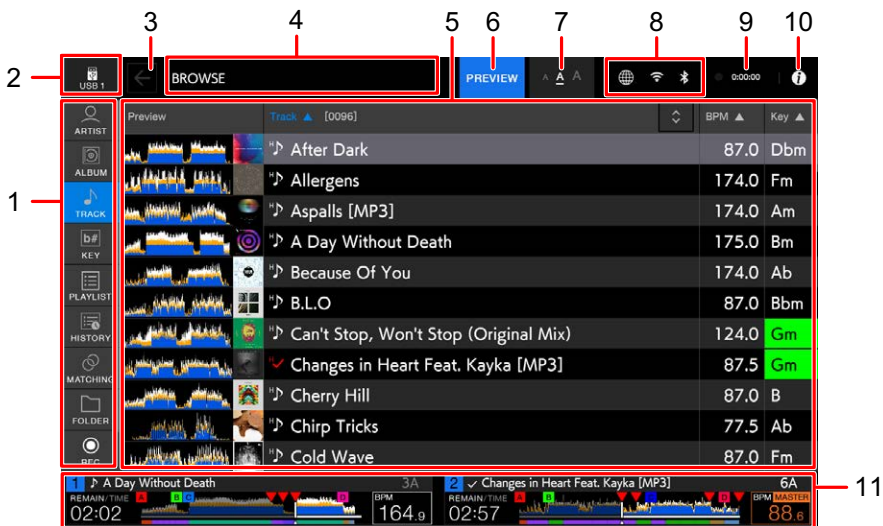 3 4 5 6 7 8 9 10
2
USB 1
BROWSE
PREVIEW
A A A
0:00:00
i
1
ARTIST
ALBUM
TRACK
b#
KEY
PLAYLIST
HISTORY
MATCHING
FOLDER
REC
Preview Track ▲ [0096] BPM ▲ Key ▲
H♪ After Dark 87.0 Dbm
H♪ Allergens 174.0 Fm
H♪ Aspalls [MP3] 174.0 Am
H♪ A Day Without Death 175.0 Bm
H♪ Because Of You 174.0 Ab
H♪ B.L.O 87.0 Bbm
H♪ Can't Stop, Won't Stop (Original Mix) 124.0 Gm
H✓ Changes in Heart Feat. Kayka [MP3] 87.5 Gm
H♪ Cherry Hill 87.0 B
H♪ Chirp Tricks 77.5 Ab
H♪ Cold Wave 87.0 Fm
1 ♪ A Day Without Death 3A
REMAIN/TIME A B C D BPM
02:02 164.9
2 ✓ Changes in Heart Feat. Kayka [MP3] 6A
REMAIN/TIME A B C D BPM MASTER
02:57 88.6
11